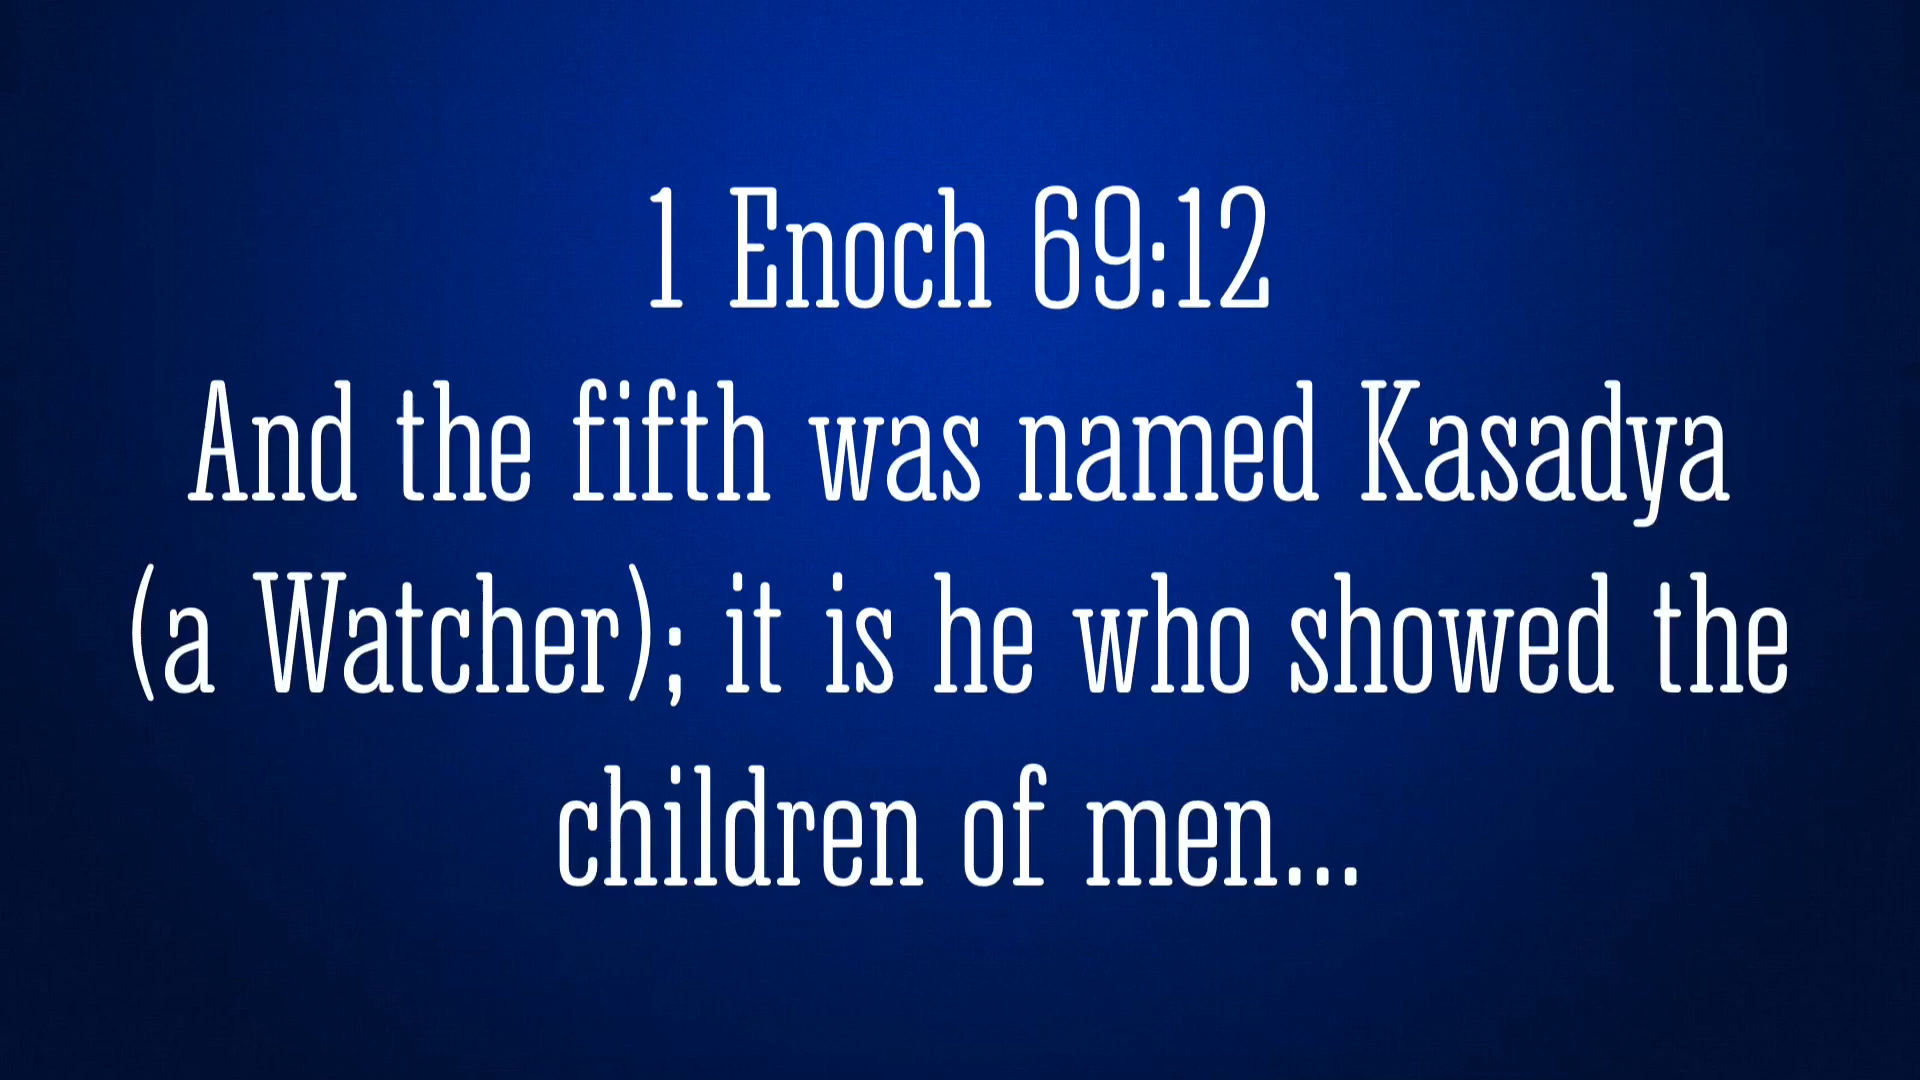 1 Enoch 69:12
And the fifth was named Kasadya
(a Watcher); it is he who showed the
children of men...